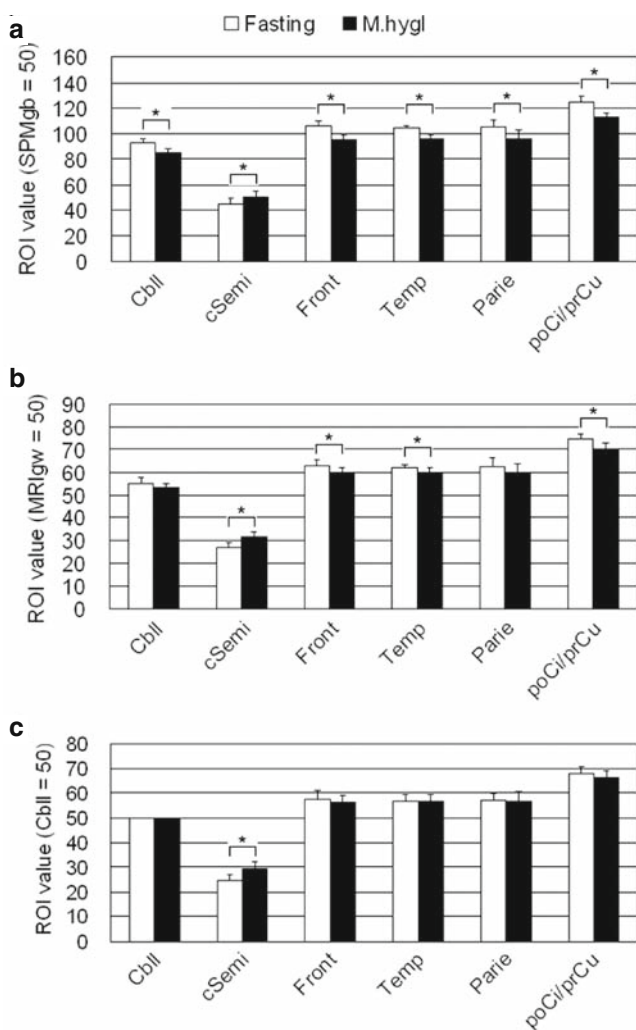 □ Fasting ■ M.hygl
a
ROI value (SPMgb = 50)
160
140
120
100
80
60
40
20
0
* * * * * *
Cbll
cSemi
Front
Temp
Parie
poCi/prCu
b
ROI value (MRIgw = 50)
90
80
70
60
50
40
30
20
10
0
* * * *
Cbll
cSemi
Front
Temp
Parie
poCi/prCu
c
ROI value (Cbll = 50)
80
70
60
50
40
30
20
10
0
*
Cbll
cSemi
Front
Temp
Parie
poCi/prCu